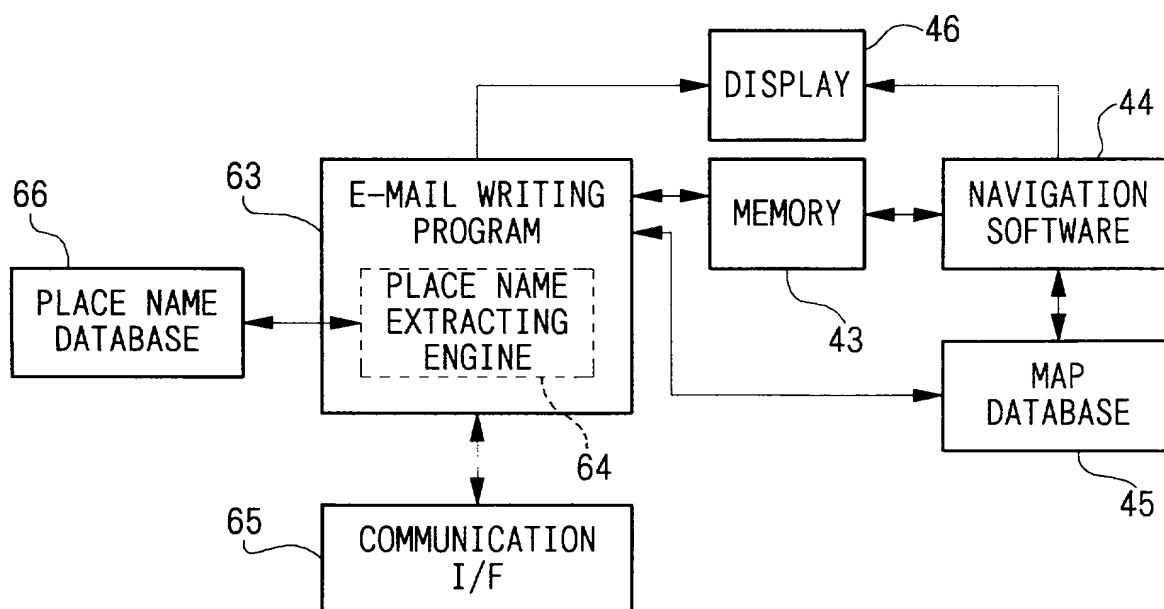 46
DISPLAY
44
63
E-MAIL WRITING
PROGRAM
MEMORY
NAVIGATION
SOFTWARE
66
PLACE NAME
DATABASE
PLACE NAME
EXTRACTING
ENGINE
43
MAP
DATABASE
64
45
65
COMMUNICATION
I/F